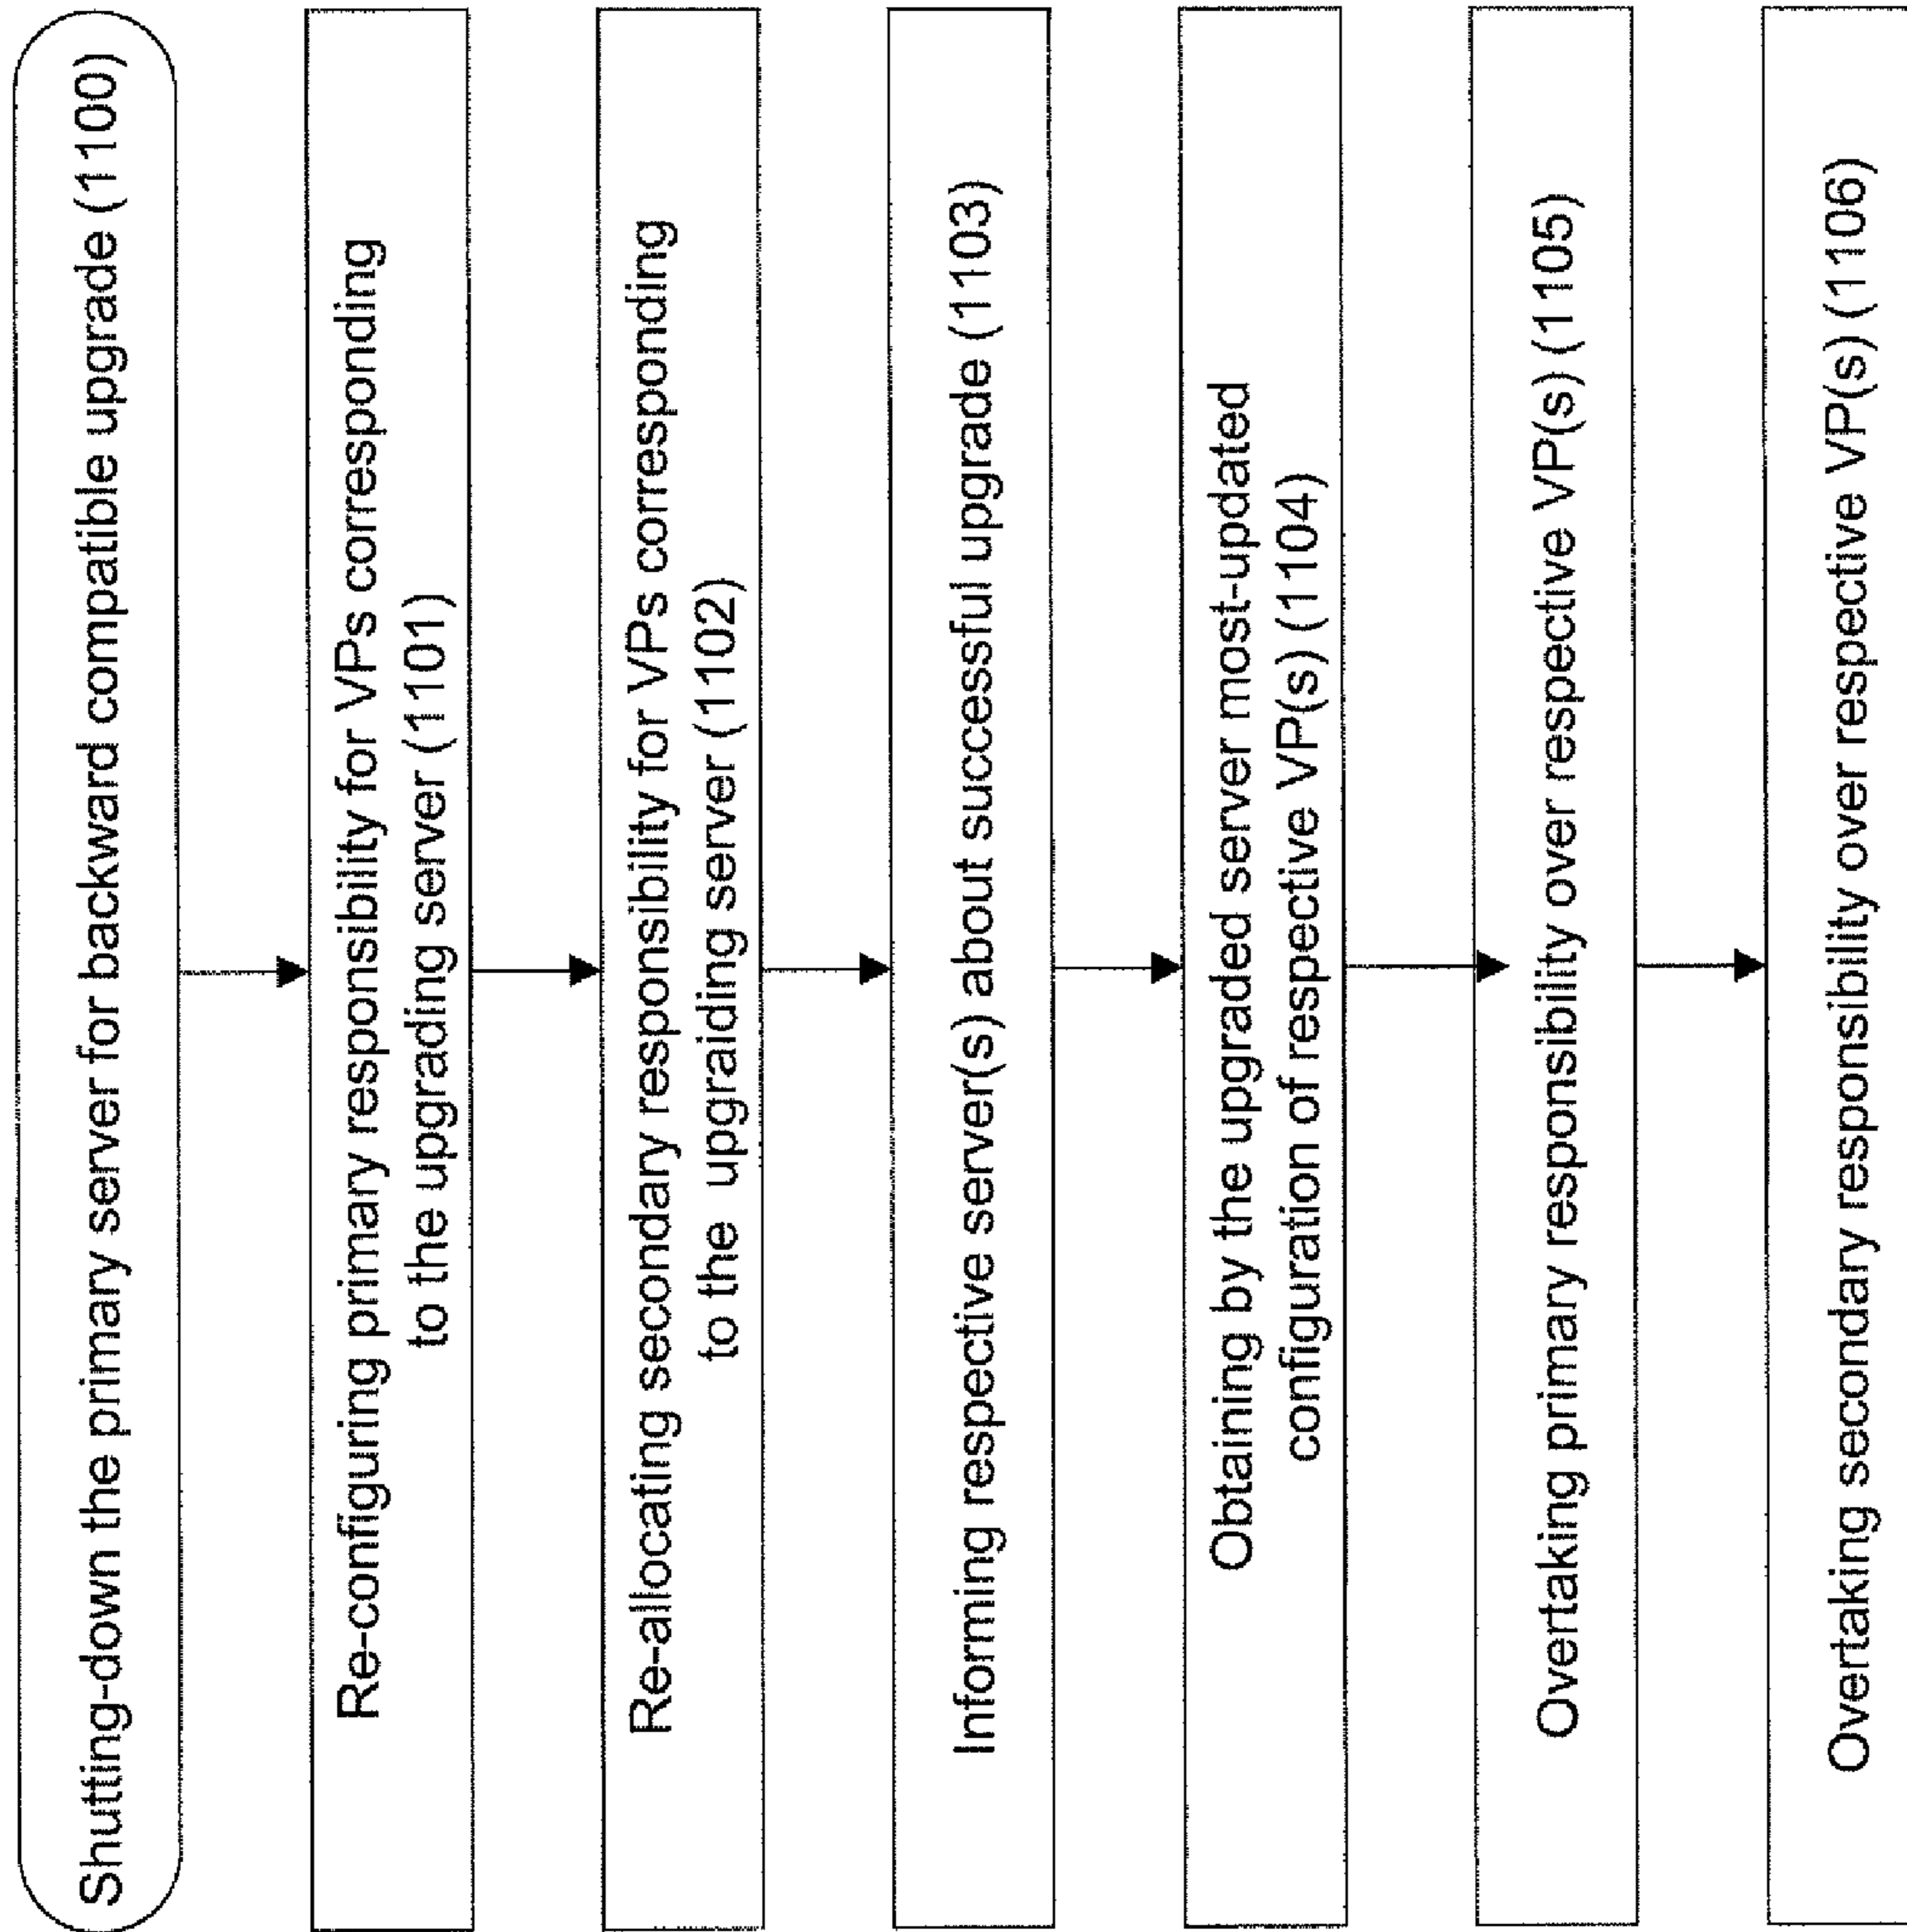 Shutting-down the primary server for backward compatible upgrade (1100)
Re-configuring primary responsibility for VPs corresponding
to the upgrading server (1101)
Re-allocating secondary responsibility for VPs corresponding
to the upgraiding server (1102)
Informing respective server(s) about successful upgrade (1103)
Obtaining by the upgraded server most-updated
configuration of respective VP(s) (1104)
Overtaking primary responsibility over respective VP(s) (1105)
Overtaking secondary responsibility over respective VP(s) (1106)